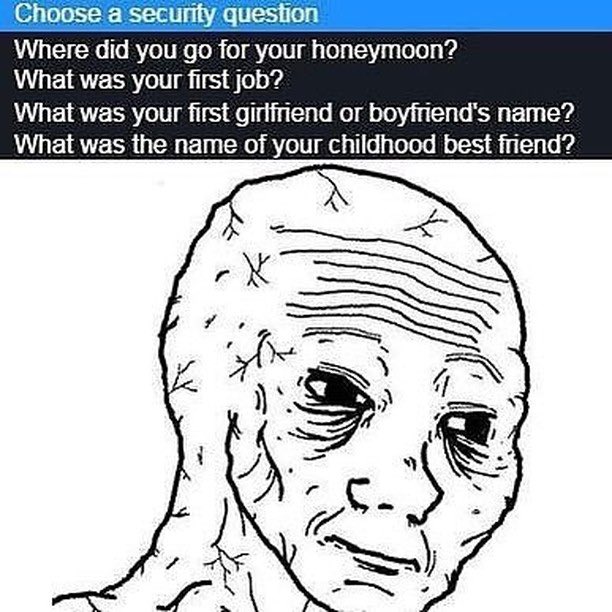 Choose a security question
Where did you go for your honeymoon?
What was your first job?
What was your first girlfriend or boyfriend's name?
What was the name of your childhood best friend?